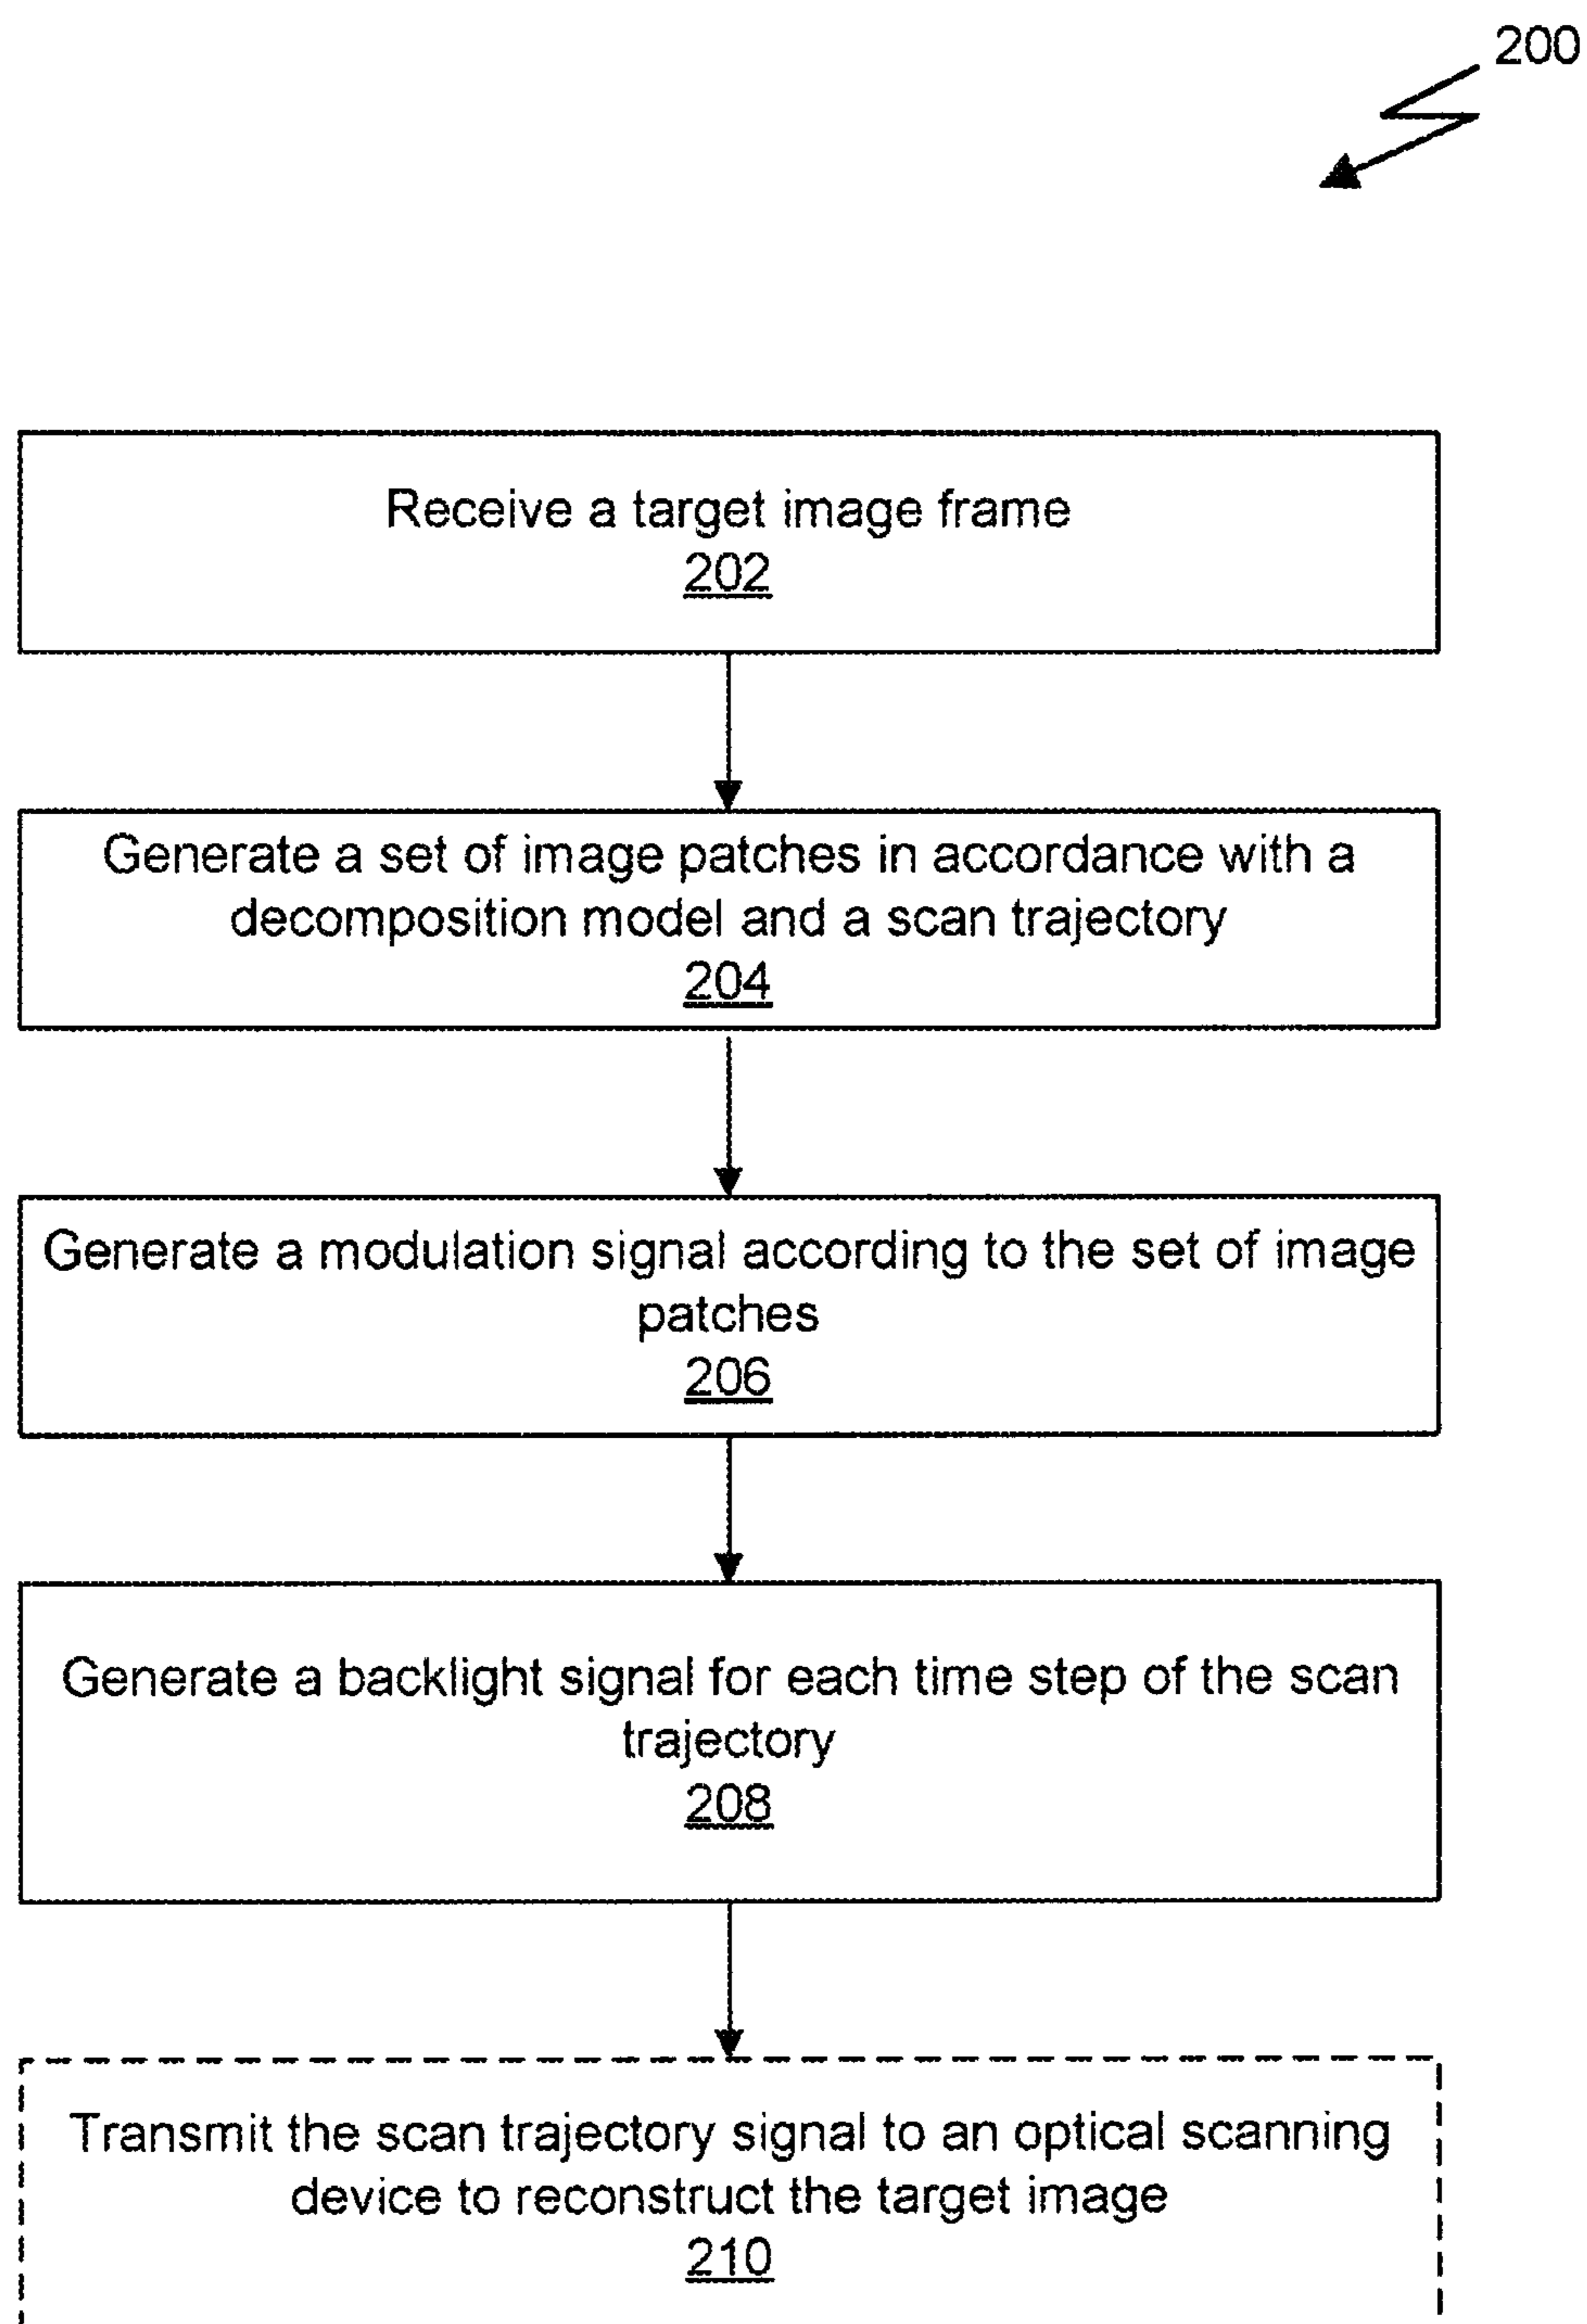 200
Receive a target image frame
202
Generate a set of image patches in accordance with a
decomposition model and a scan trajectory
204
Generate a modulation signal according to the set of image
patches
206
Generate a backlight signal for each time step of the scan
trajectory
208
Transmit the scan trajectory signal to an optical scanning
device to reconstruct the target image
210